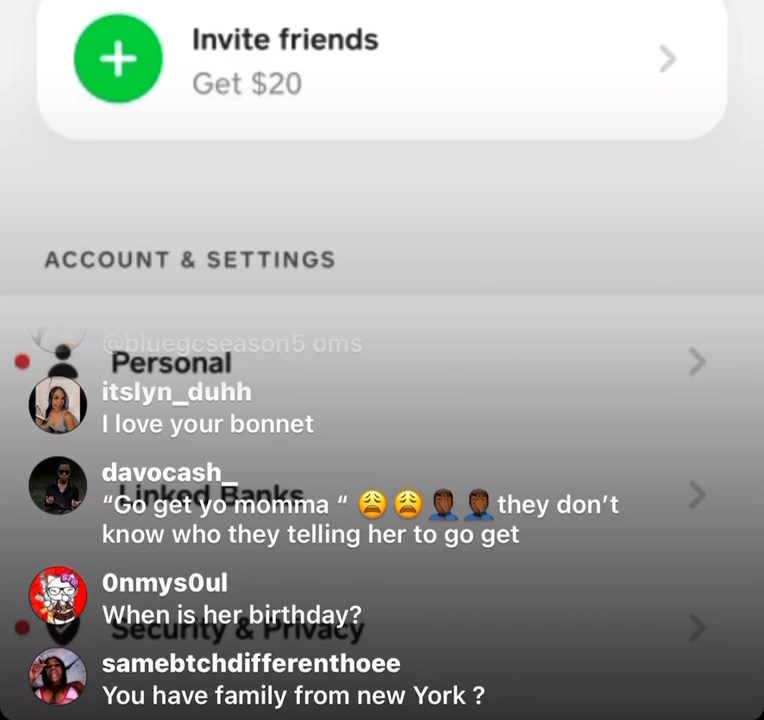 Invite friends
Get $20
ACCOUNT & SETTINGS
@bluegcseason5 oms
Personal
itslyn_duhh
I love your bonnet
davocash_
Linked Banks
“Go get yo momma “ 😩😩🤦🏾‍♂️🤦🏾‍♂️they don’t
know who they telling her to go get
0nmys0ul
When is her birthday?
Security & Privacy
samebtchdifferenthoee
You have family from new York ?